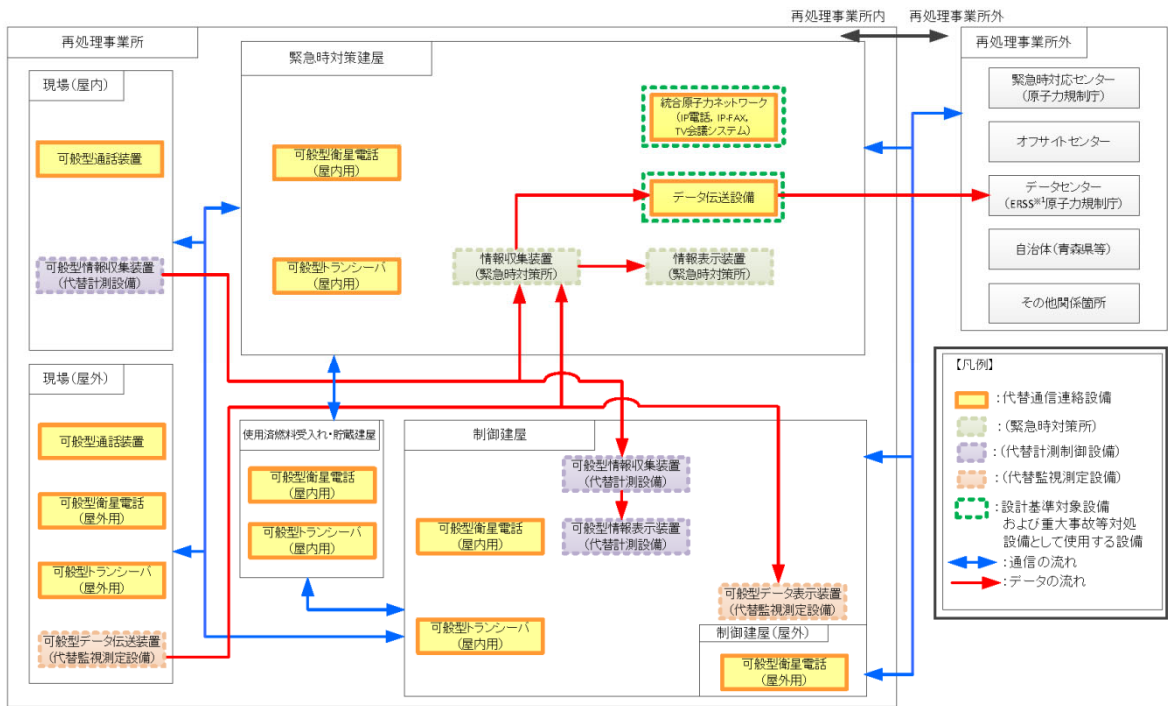 再処理事業所内
再処理事業所外
再処理事業所
現場(屋内)
可搬型通話装置
可搬型情報収集装置
(代替計測設備)
現場(屋外)
可搬型通話装置
可搬型衛星電話
(屋外用)
可搬型トランシーバ
(屋外用)
可搬型データ伝送装置
(代替監視測定設備)
緊急時対策建屋
可搬型衛星電話
(屋内用)
可搬型トランシーバ
(屋内用)
統合原子力ネットワーク
(IP電話, IP-FAX,
TV会議システム)
データ伝送設備
情報収集装置
(緊急時対策所)
情報表示装置
(緊急時対策所)
使用済燃料受入れ・貯蔵建屋
可搬型衛星電話
(屋内用)
可搬型トランシーバ
(屋内用)
制御建屋
可搬型情報収集装置
(代替計測設備)
可搬型衛星電話
(屋内用)
可搬型情報表示装置
(代替計測設備)
可搬型トランシーバ
(屋内用)
可搬型データ表示装置
(代替監視測定設備)
制御建屋(屋外)
可搬型衛星電話
(屋外用)
再処理事業所外
緊急時対応センター
(原子力規制庁)
オフサイトセンター
データセンター
(ERSS※1原子力規制庁)
自治体(青森県等)
その他関係箇所
【凡例】
:代替通信連絡設備
:(緊急時対策所)
:(代替計測制御設備)
:(代替監視測定設備)
:設計基準対象設備
および重大事故等対処
設備として使用する設備
:通信の流れ
:データの流れ